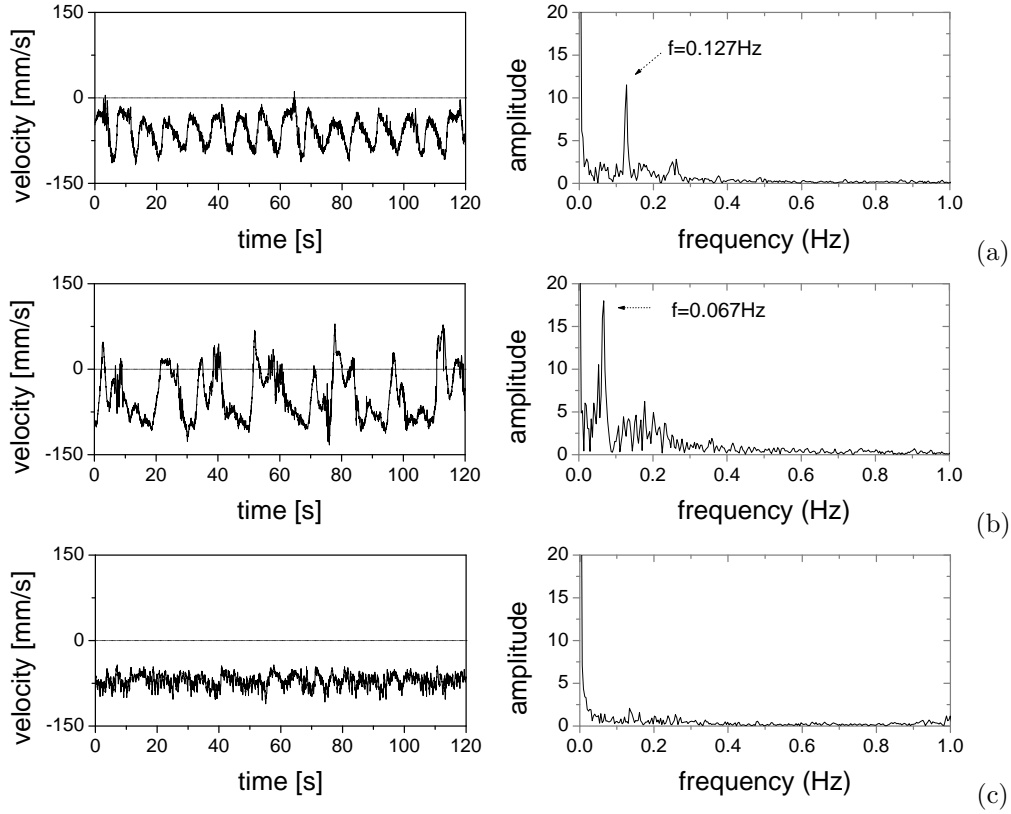 150
0
-150
velocity [mm/s]
0 20 40 60 80 100 120
time [s]
20
15
10
5
0
amplitude
f=0.127Hz
0.0 0.2 0.4 0.6 0.8 1.0
frequency (Hz)
(a)
150
0
-150
velocity [mm/s]
0 20 40 60 80 100 120
time [s]
20
15
10
5
0
amplitude
f=0.067Hz
0.0 0.2 0.4 0.6 0.8 1.0
frequency (Hz)
(b)
150
0
-150
velocity [mm/s]
0 20 40 60 80 100 120
time [s]
20
15
10
5
0
amplitude
0.0 0.2 0.4 0.6 0.8 1.0
frequency (Hz)
(c)